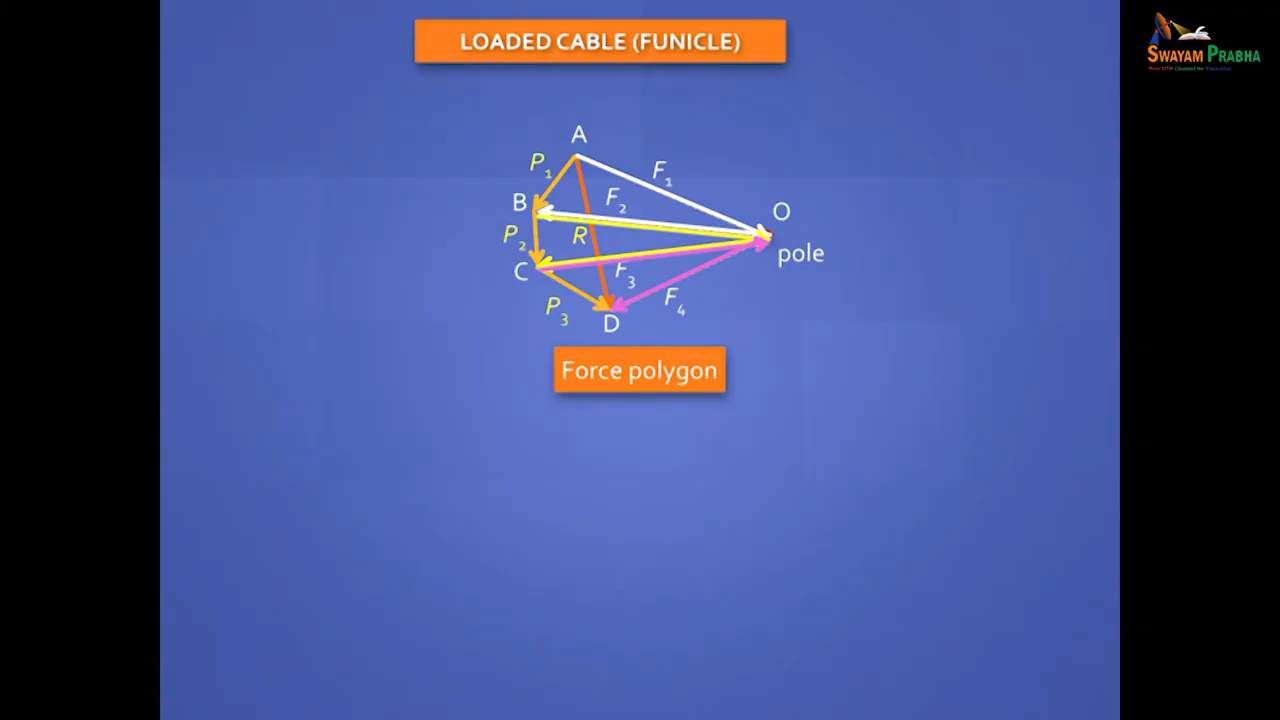 LOADED CABLE (FUNICLE)
SWAYAM PRABHA
A
P1
F1
B
F2
O
P2
R
pole
C
F3
P3
F4
D
Force polygon